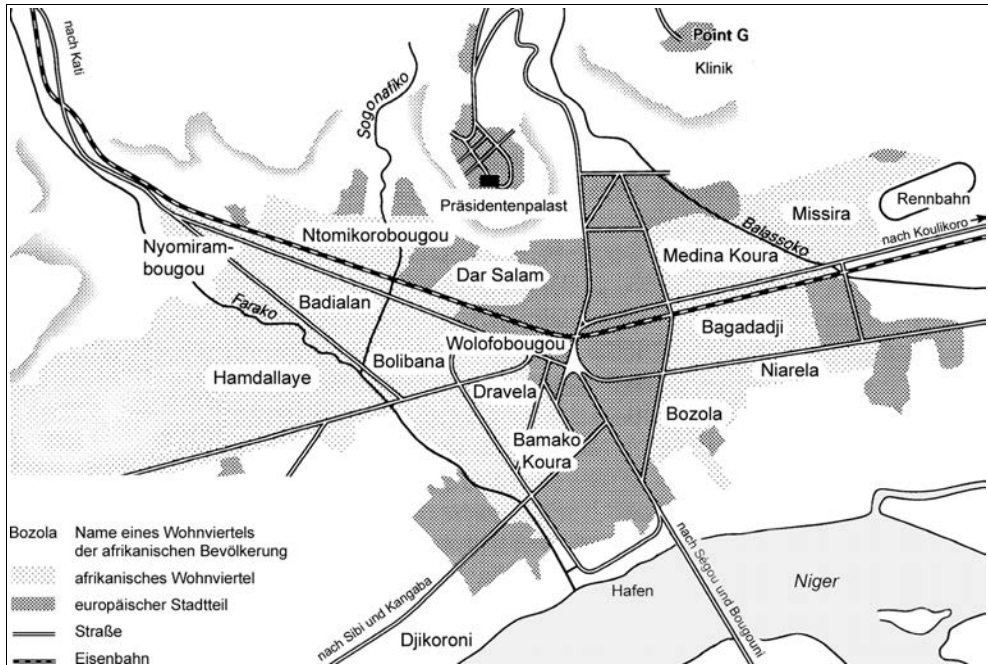 nach Kati
Sogonafiko
Point G
Klinik
Präsidentenpalast
Rennbahn
Missira
nach Koulikoro
Balassoko
Medina Koura
Ntomikorobougou
Nyomiram-
bougou
Dar Salam
Badialan
Farako
Bagadadji
Wolofobougou
Bolibana
Niarela
Hamdallaye
Dravela
Bozola
Bamako
Koura
Bozola Name eines Wohnviertels
der afrikanischen Bevölkerung
afrikanisches Wohnviertel
europäischer Stadtteil
Straße
Eisenbahn
nach Sibi und Kangaba
Djikoroni
Hafen
nach Ségou und Bougouni
Niger